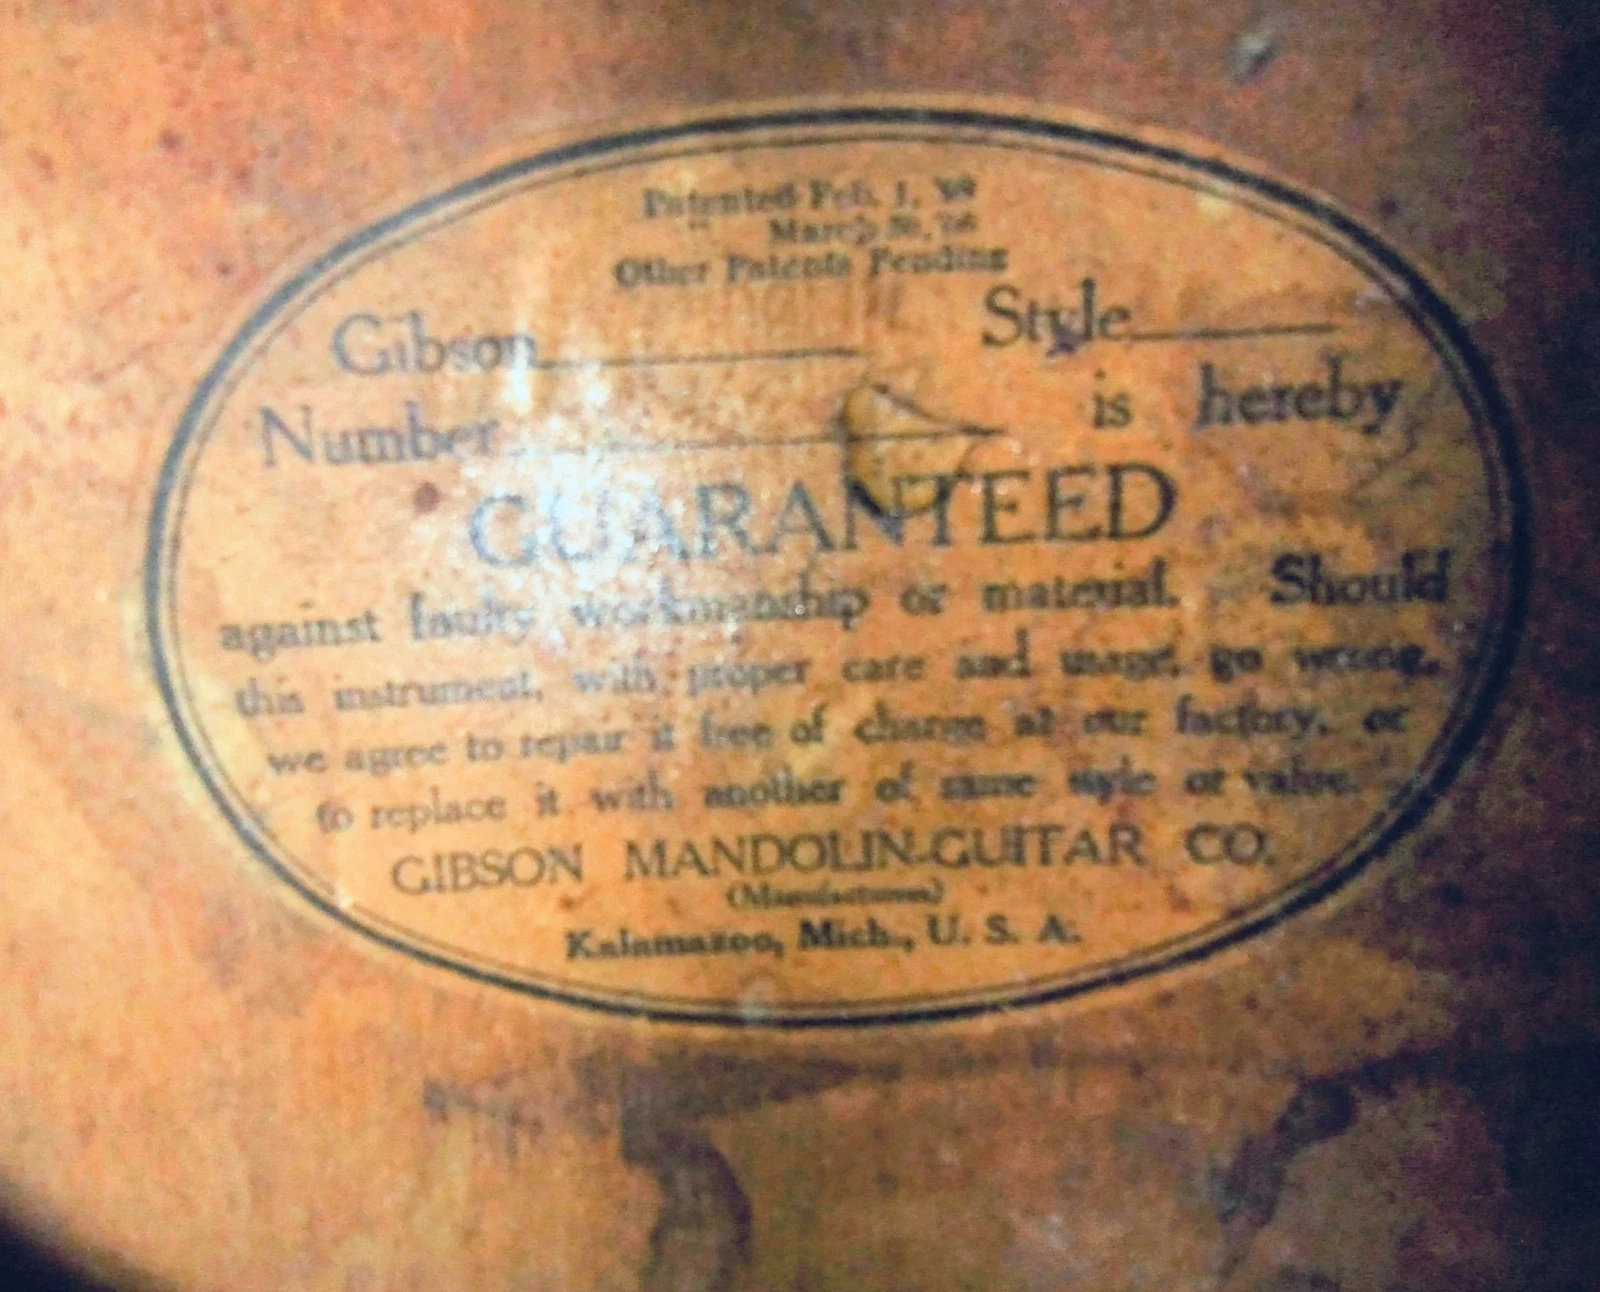 Patented Feb. 1, '98
March 30, '06
Other Patents Pending
Gibson Style
Number is hereby
GUARANTEED
against faulty workmanship or material. Should
this instrument, with proper care and usage, go wrong,
we agree to repair it free of charge at our factory, or
to replace it with another of same style or value.
GIBSON MANDOLIN-GUITAR CO.
(Manufacturers)
Kalamazoo, Mich., U. S. A.